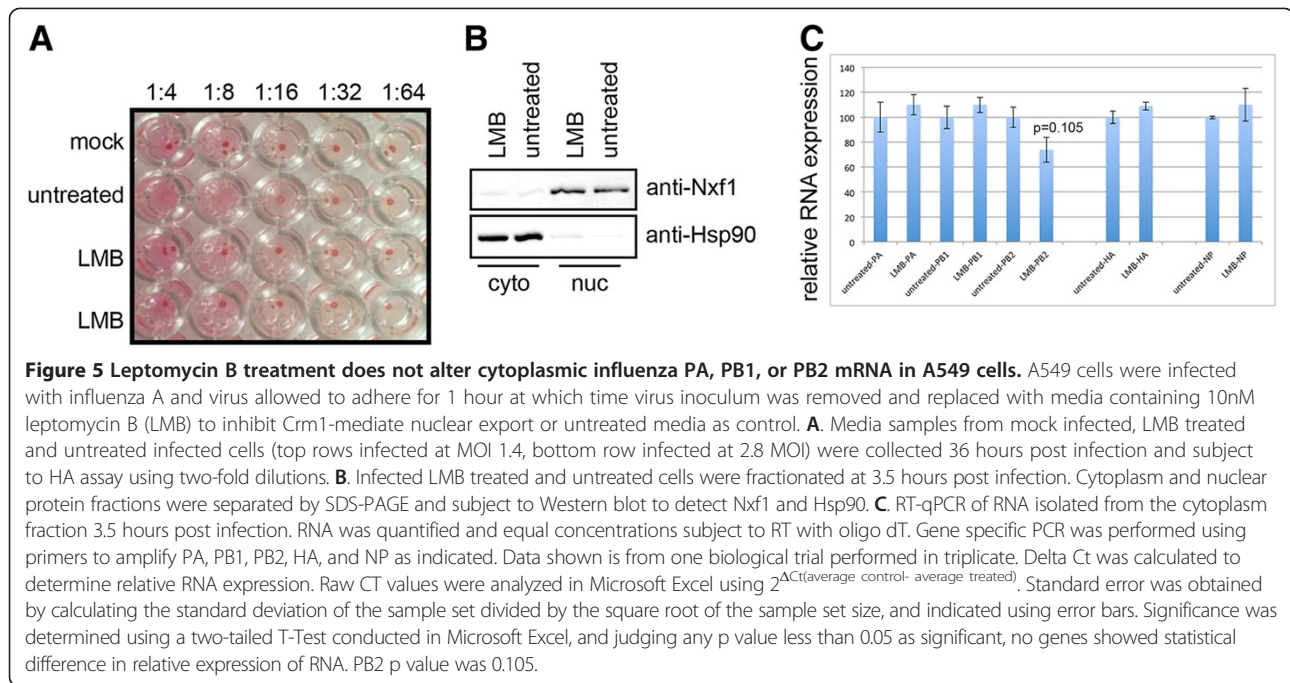 A
1:4 1:8 1:16 1:32 1:64
mock
untreated
LMB
LMB
B
LMB
untreated
LMB
untreated
anti-Nxf1
anti-Hsp90
cyto nuc
C
relative RNA expression
140
120
100
80
60
40
20
0
p=0.105
untreated-PA
LMB-PA
untreated-PB1
LMB-PB1
untreated-PB2
LMB-PB2
untreated-HA
LMB-HA
untreated-NP
LMB-NP
Figure 5 Leptomycin B treatment does not alter cytoplasmic influenza PA, PB1, or PB2 mRNA in A549 cells. A549 cells were infected
with influenza A and virus allowed to adhere for 1 hour at which time virus inoculum was removed and replaced with media containing 10nM
leptomycin B (LMB) to inhibit Crm1-mediate nuclear export or untreated media as control. A. Media samples from mock infected, LMB treated
and untreated infected cells (top rows infected at MOI 1.4, bottom row infected at 2.8 MOI) were collected 36 hours post infection and subject
to HA assay using two-fold dilutions. B. Infected LMB treated and untreated cells were fractionated at 3.5 hours post infection. Cytoplasm and nuclear
protein fractions were separated by SDS-PAGE and subject to Western blot to detect Nxf1 and Hsp90. C. RT-qPCR of RNA isolated from the cytoplasm
fraction 3.5 hours post infection. RNA was quantified and equal concentrations subject to RT with oligo dT. Gene specific PCR was performed using
primers to amplify PA, PB1, PB2, HA, and NP as indicated. Data shown is from one biological trial performed in triplicate. Delta Ct was calculated to
determine relative RNA expression. Raw CT values were analyzed in Microsoft Excel using 2^ΔCt(average control- average treated). Standard error was obtained
by calculating the standard deviation of the sample set divided by the square root of the sample set size, and indicated using error bars. Significance was
determined using a two-tailed T-Test conducted in Microsoft Excel, and judging any p value less than 0.05 as significant, no genes showed statistical
difference in relative expression of RNA. PB2 p value was 0.105.